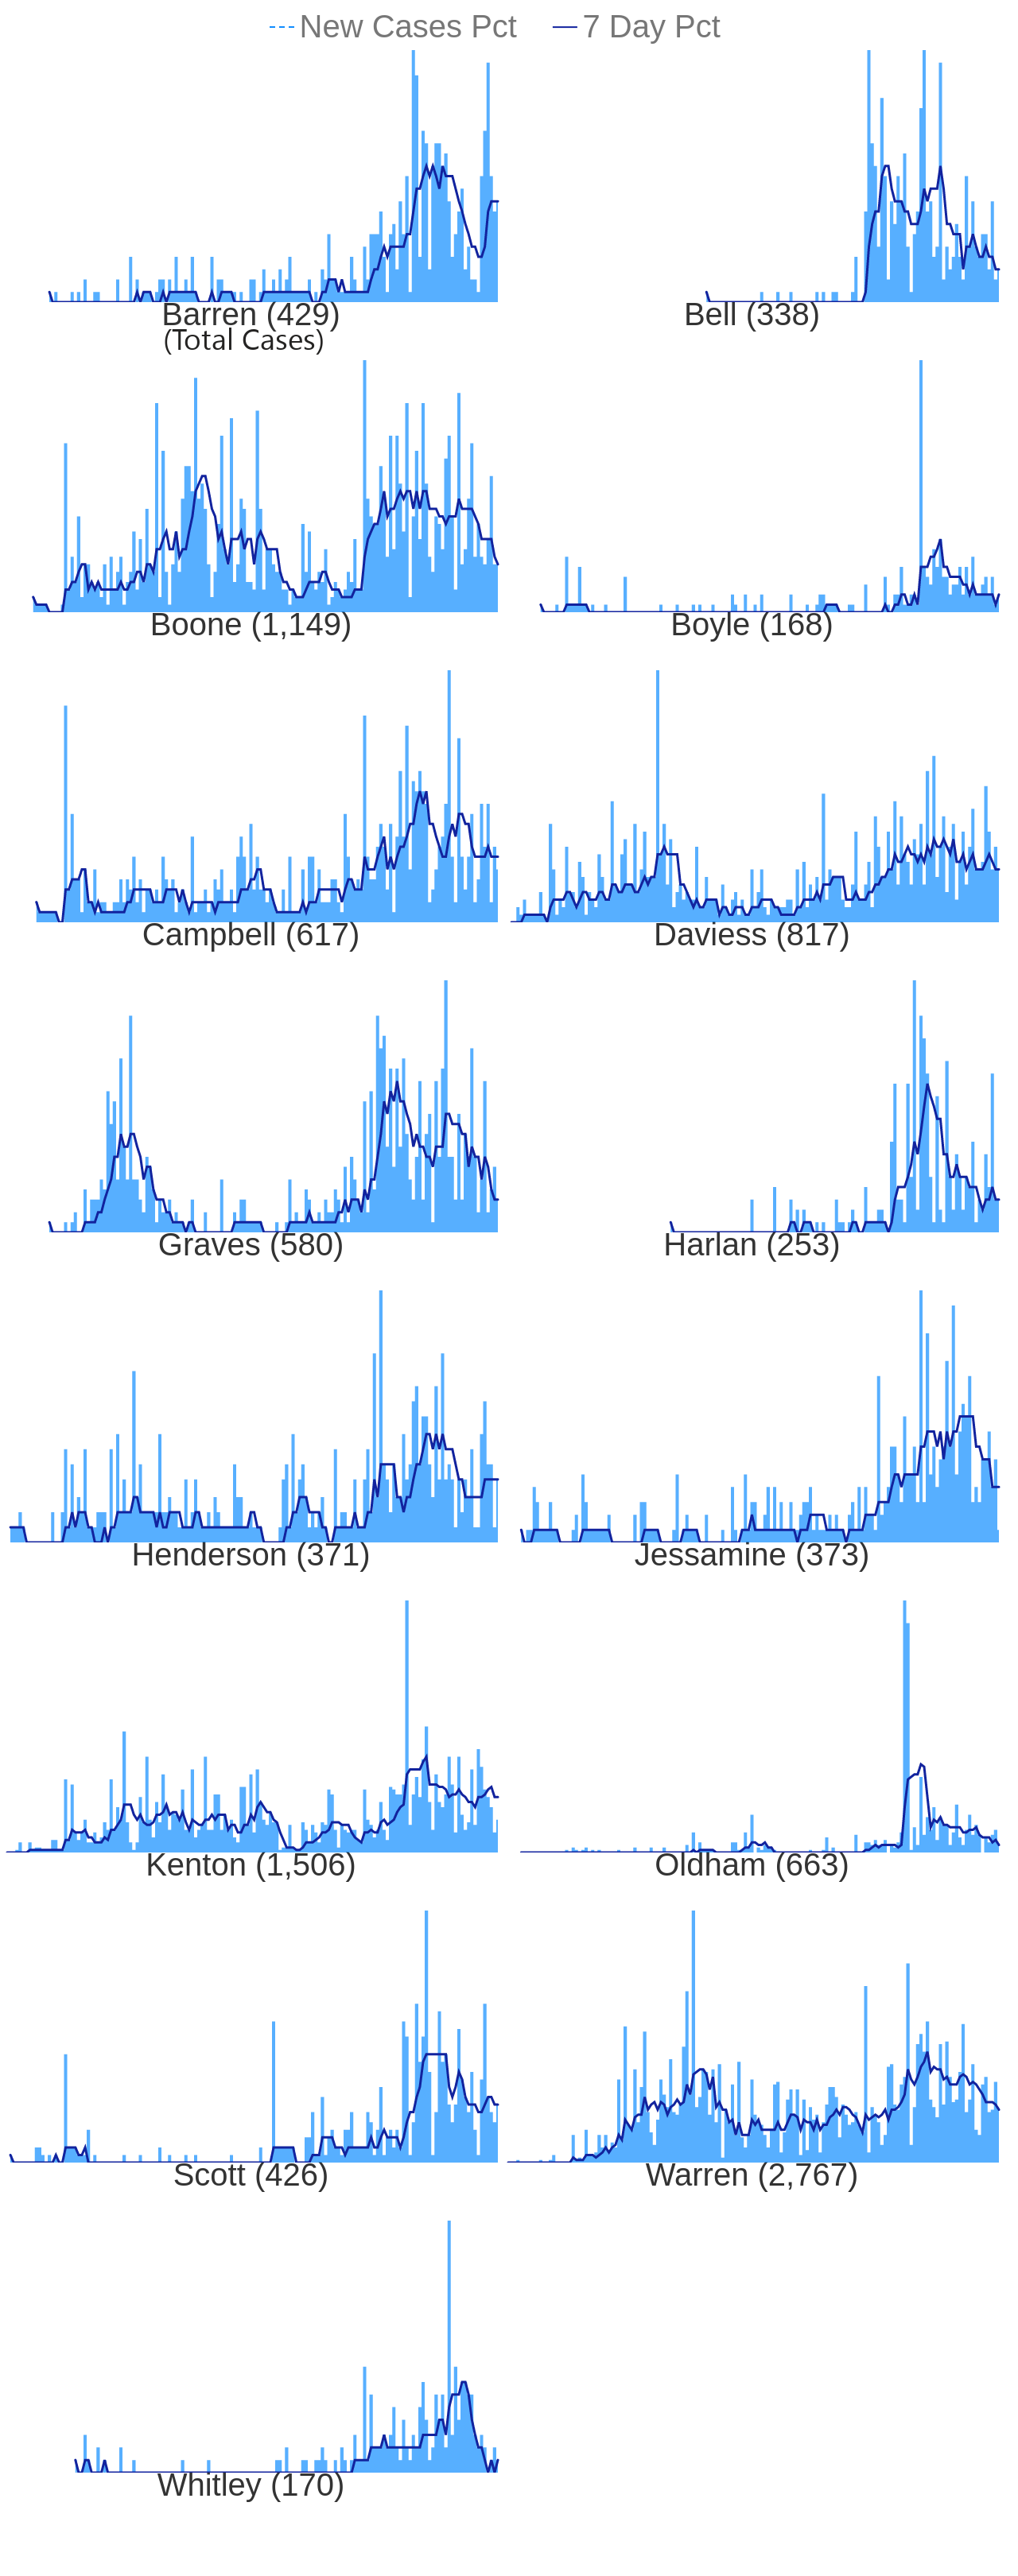 New Cases Pct 7 Day Pct
Barren (429) Bell (338)
(Total Cases)
Boone (1,149) Boyle (168)
Campbell (617) Daviess (817)
Graves (580) Harlan (253)
Henderson (371) Jessamine (373)
Kenton (1,506) Oldham (663)
Scott (426) Warren (2,767)
Whitley (170)